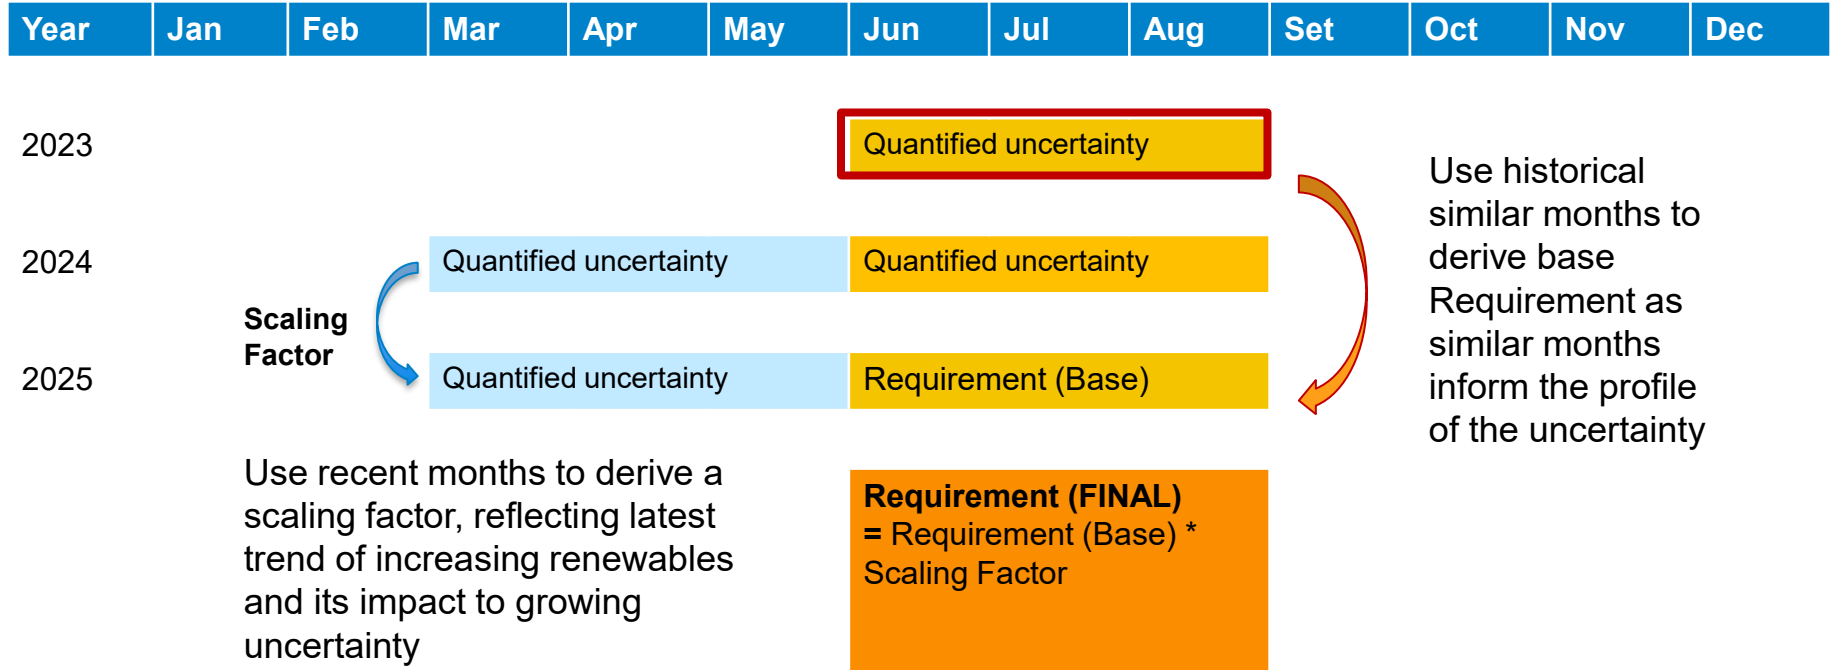 Year Jan Feb Mar Apr May Jun Jul Aug Set Oct Nov Dec
2023
Quantified uncertainty
2024
Quantified uncertainty
Quantified uncertainty
Scaling
Factor
2025
Quantified uncertainty
Requirement (Base)
Use historical
similar months to
derive base
Requirement as
similar months
inform the profile
of the uncertainty
Use recent months to derive a
scaling factor, reflecting latest
trend of increasing renewables
and its impact to growing
uncertainty
Requirement (FINAL)
= Requirement (Base) *
Scaling Factor